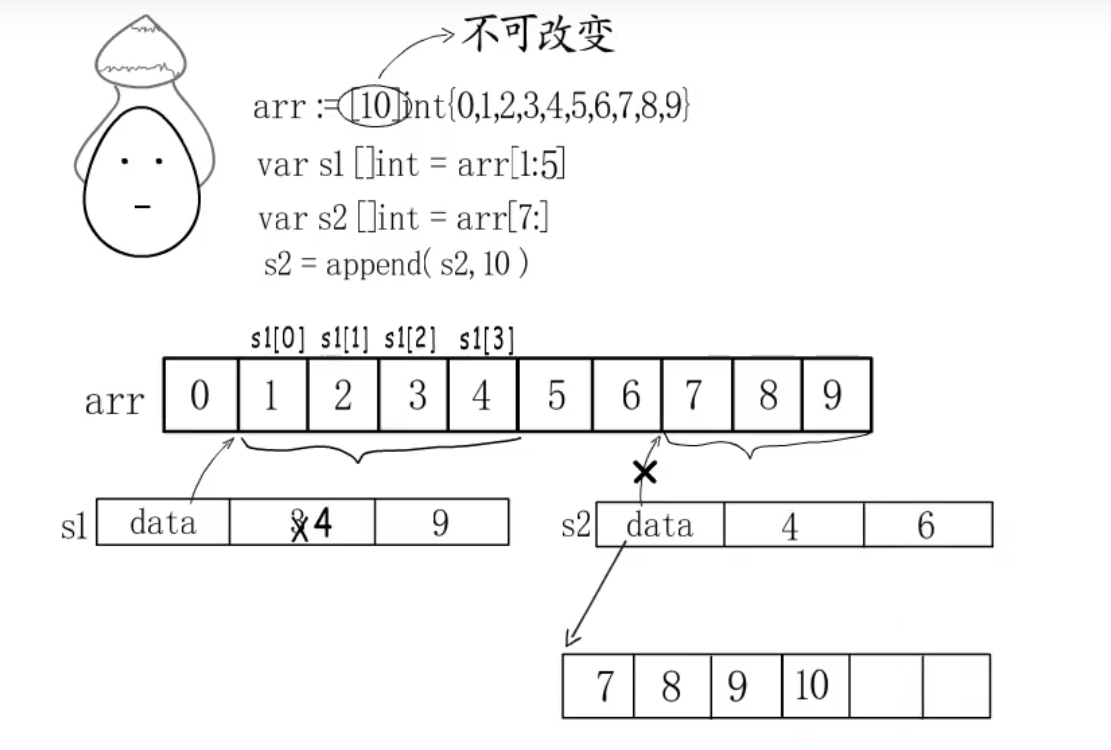 不可改变
arr := [10]int{0,1,2,3,4,5,6,7,8,9}
var s1 []int = arr[1:5]
var s2 []int = arr[7:]
s2 = append( s2, 10 )
s1[0] s1[1] s1[2] s1[3]
arr 0 1 2 3 4 5 6 7 8 9
s1 data 4 9
s2 data 4 6
7 8 9 10